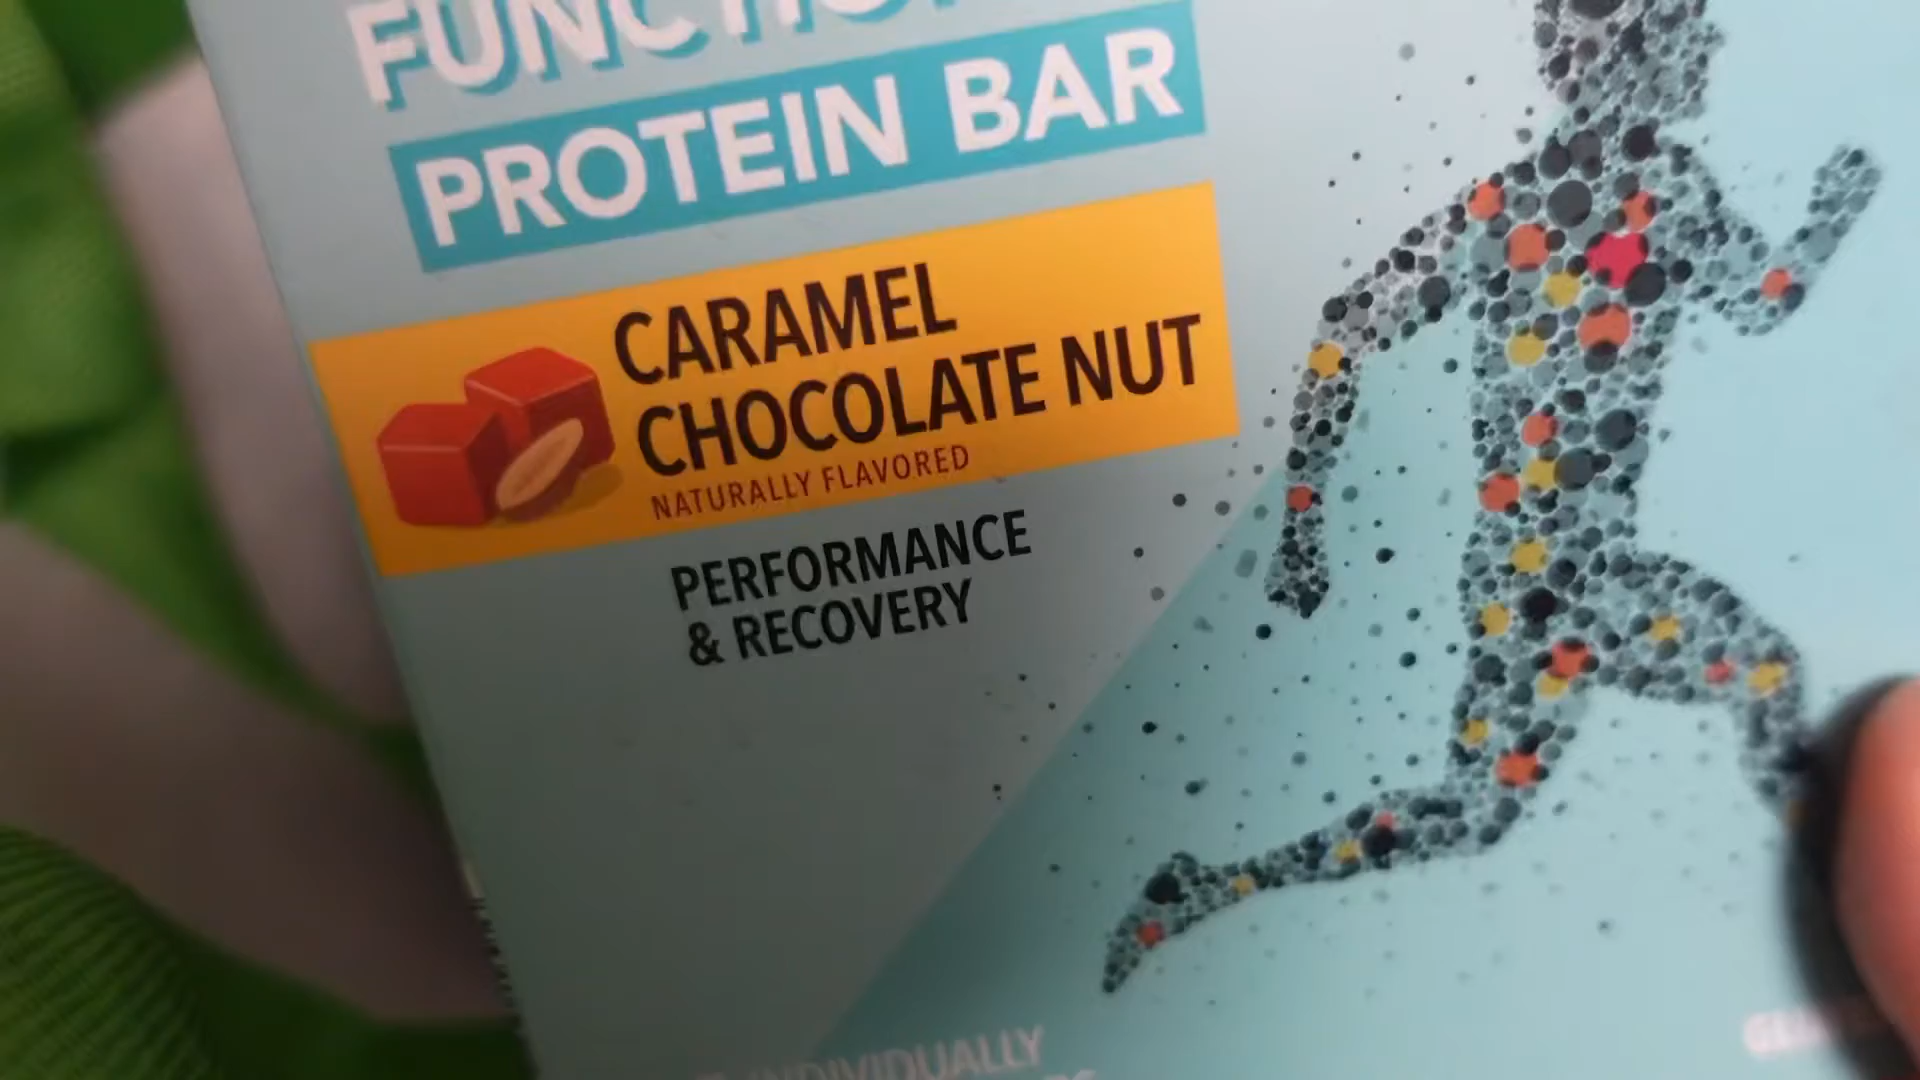 PROTEIN BAR
CARAMEL
CHOCOLATE NUT
NATURALLY FLAVORED
PERFORMANCE
& RECOVERY
INDIVIDUALLY